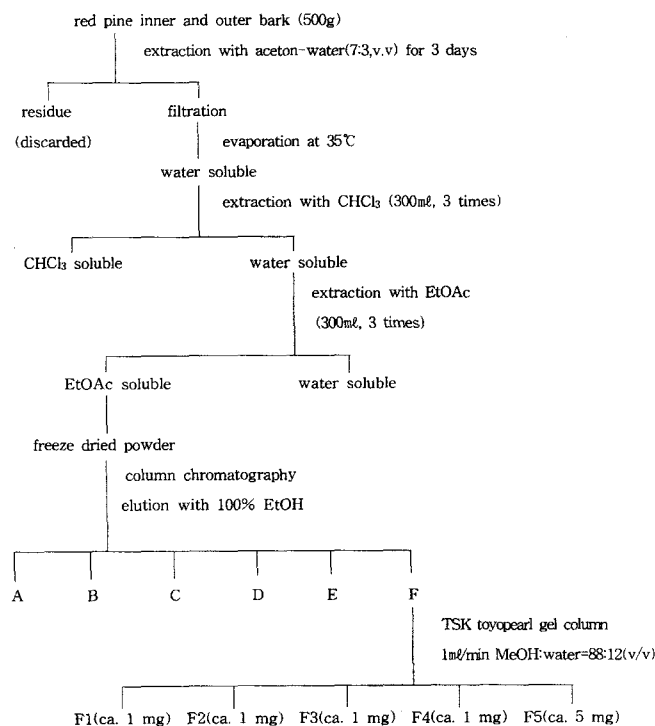 red pine inner and outer bark (500g)
extraction with aceton-water(7:3,v.v) for 3 days
residue
filtration
(discarded)
evaporation at 35℃
water soluble
extraction with CHCl₃ (300㎖, 3 times)
CHCl₃ soluble
water soluble
extraction with EtOAc
(300㎖, 3 times)
EtOAc soluble
water soluble
freeze dried powder
column chromatography
elution with 100% EtOH
A
B
C
D
E
F
TSK toyopearl gel column
1㎖/min MeOH:water=88:12(v/v)
F1(ca. 1 mg)
F2(ca. 1 mg)
F3(ca. 1 mg)
F4(ca. 1 mg)
F5(ca. 5 mg)